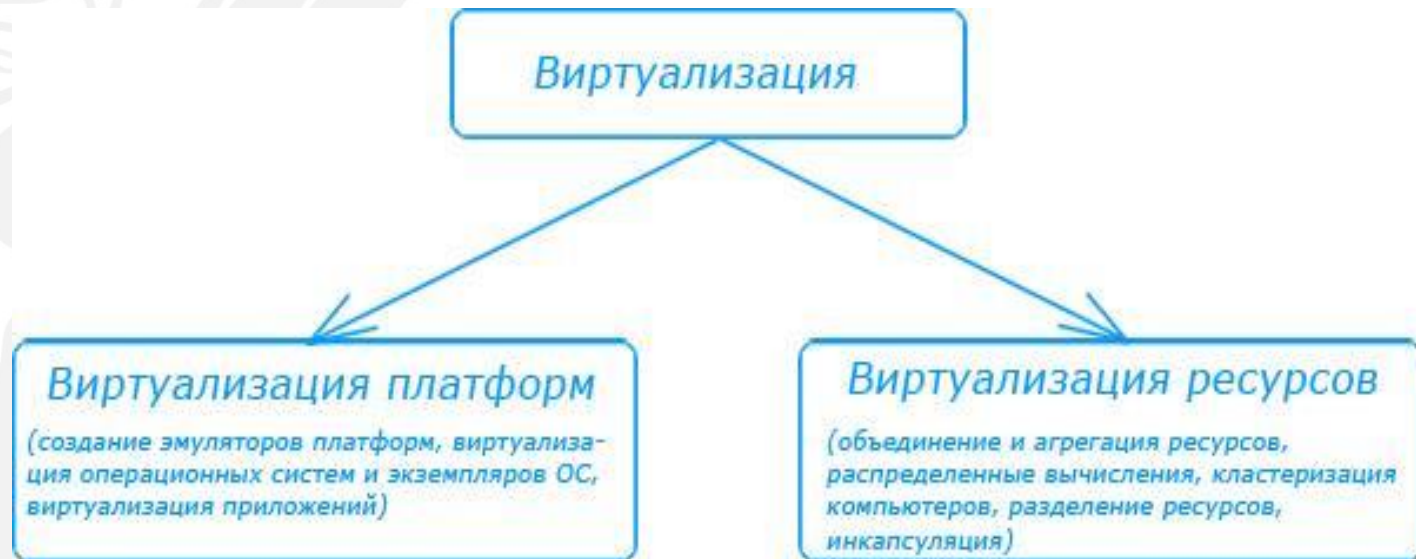 Виртуализация
Виртуализация платформ
(создание эмуляторов платформ, виртуализа-
ция операционных систем и экземпляров ОС,
виртуализация приложений)
Виртуализация ресурсов
(объединение и агрегация ресурсов,
распределенные вычисления, кластеризация
компьютеров, разделение ресурсов,
инкапсуляция)